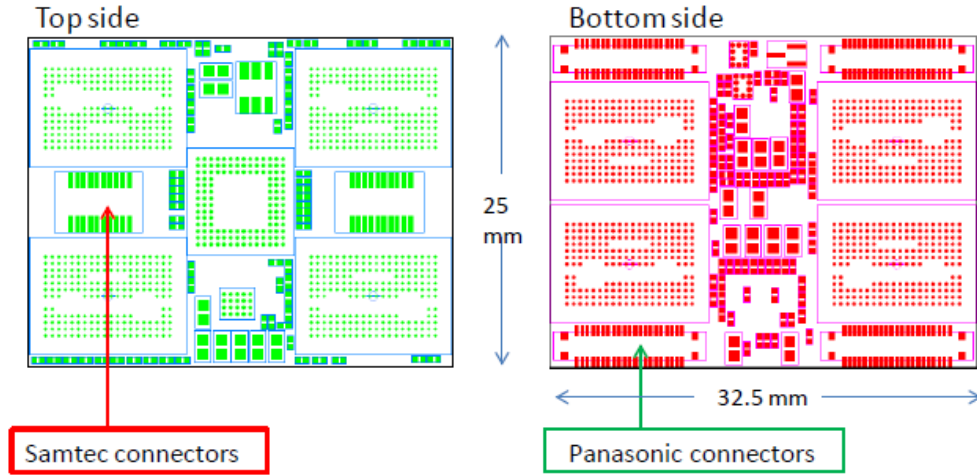 Top side
Bottom side
25
mm
32.5 mm
Samtec connectors
Panasonic connectors